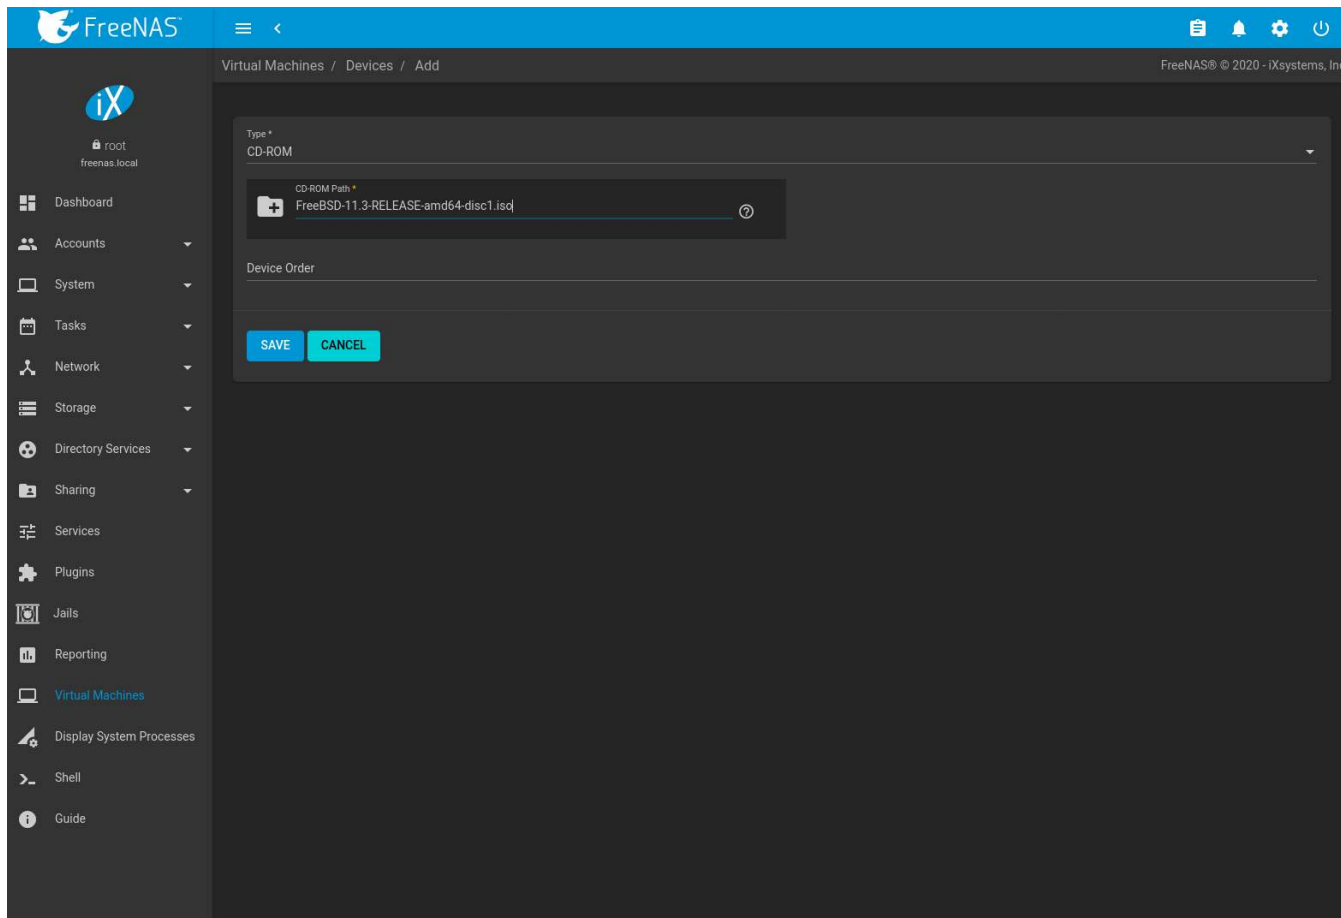 FreeNAS®
Virtual Machines / Devices / Add
FreeNAS® © 2020 - iXsystems, Inc
iX
root
freenas.local
Dashboard
Accounts
System
Tasks
Network
Storage
Directory Services
Sharing
Services
Plugins
Jails
Reporting
Virtual Machines
Display System Processes
Shell
Guide
Type *
CD-ROM
CD-ROM Path *
FreeBSD-11.3-RELEASE-amd64-disc1.iso
Device Order
SAVE
CANCEL